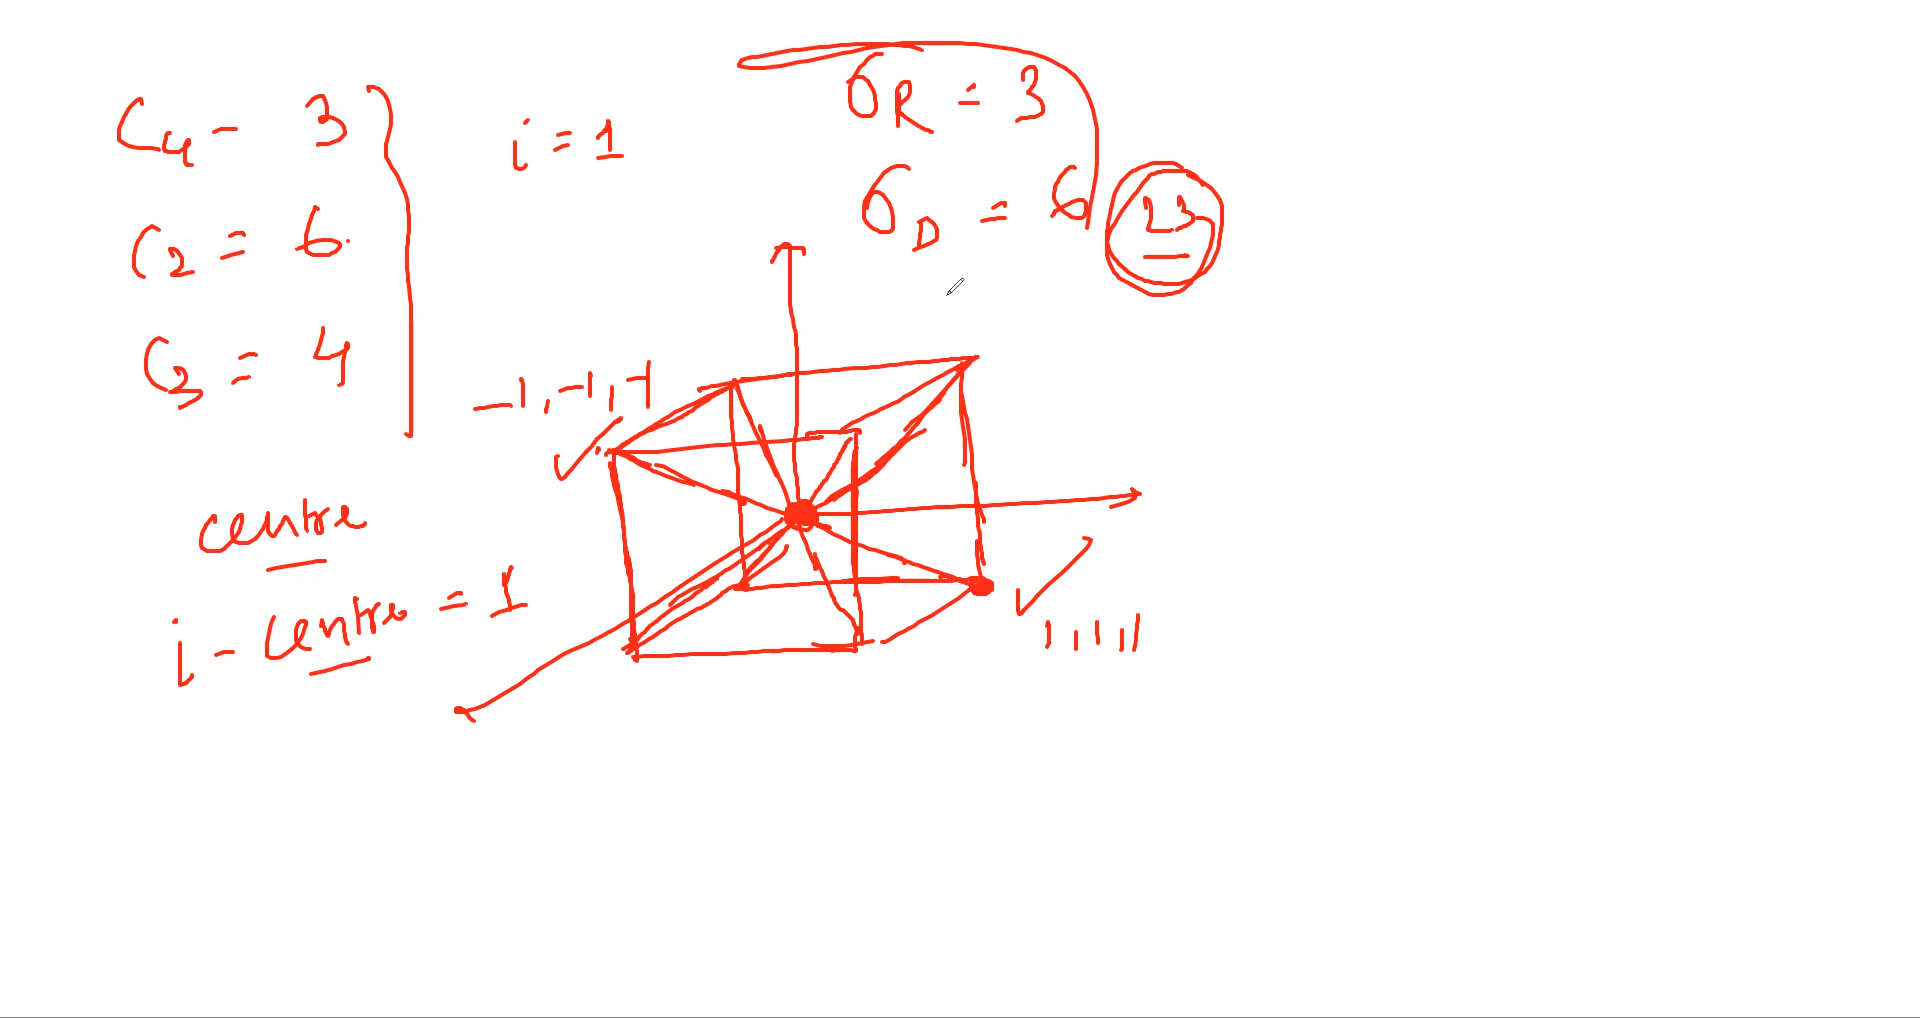 C4 - 3
C2 = 6
C3 = 4
i = 1
σR = 3
σD = 6
23
-1, -1, -1
centre
i - centre = 1
1, 1, 1